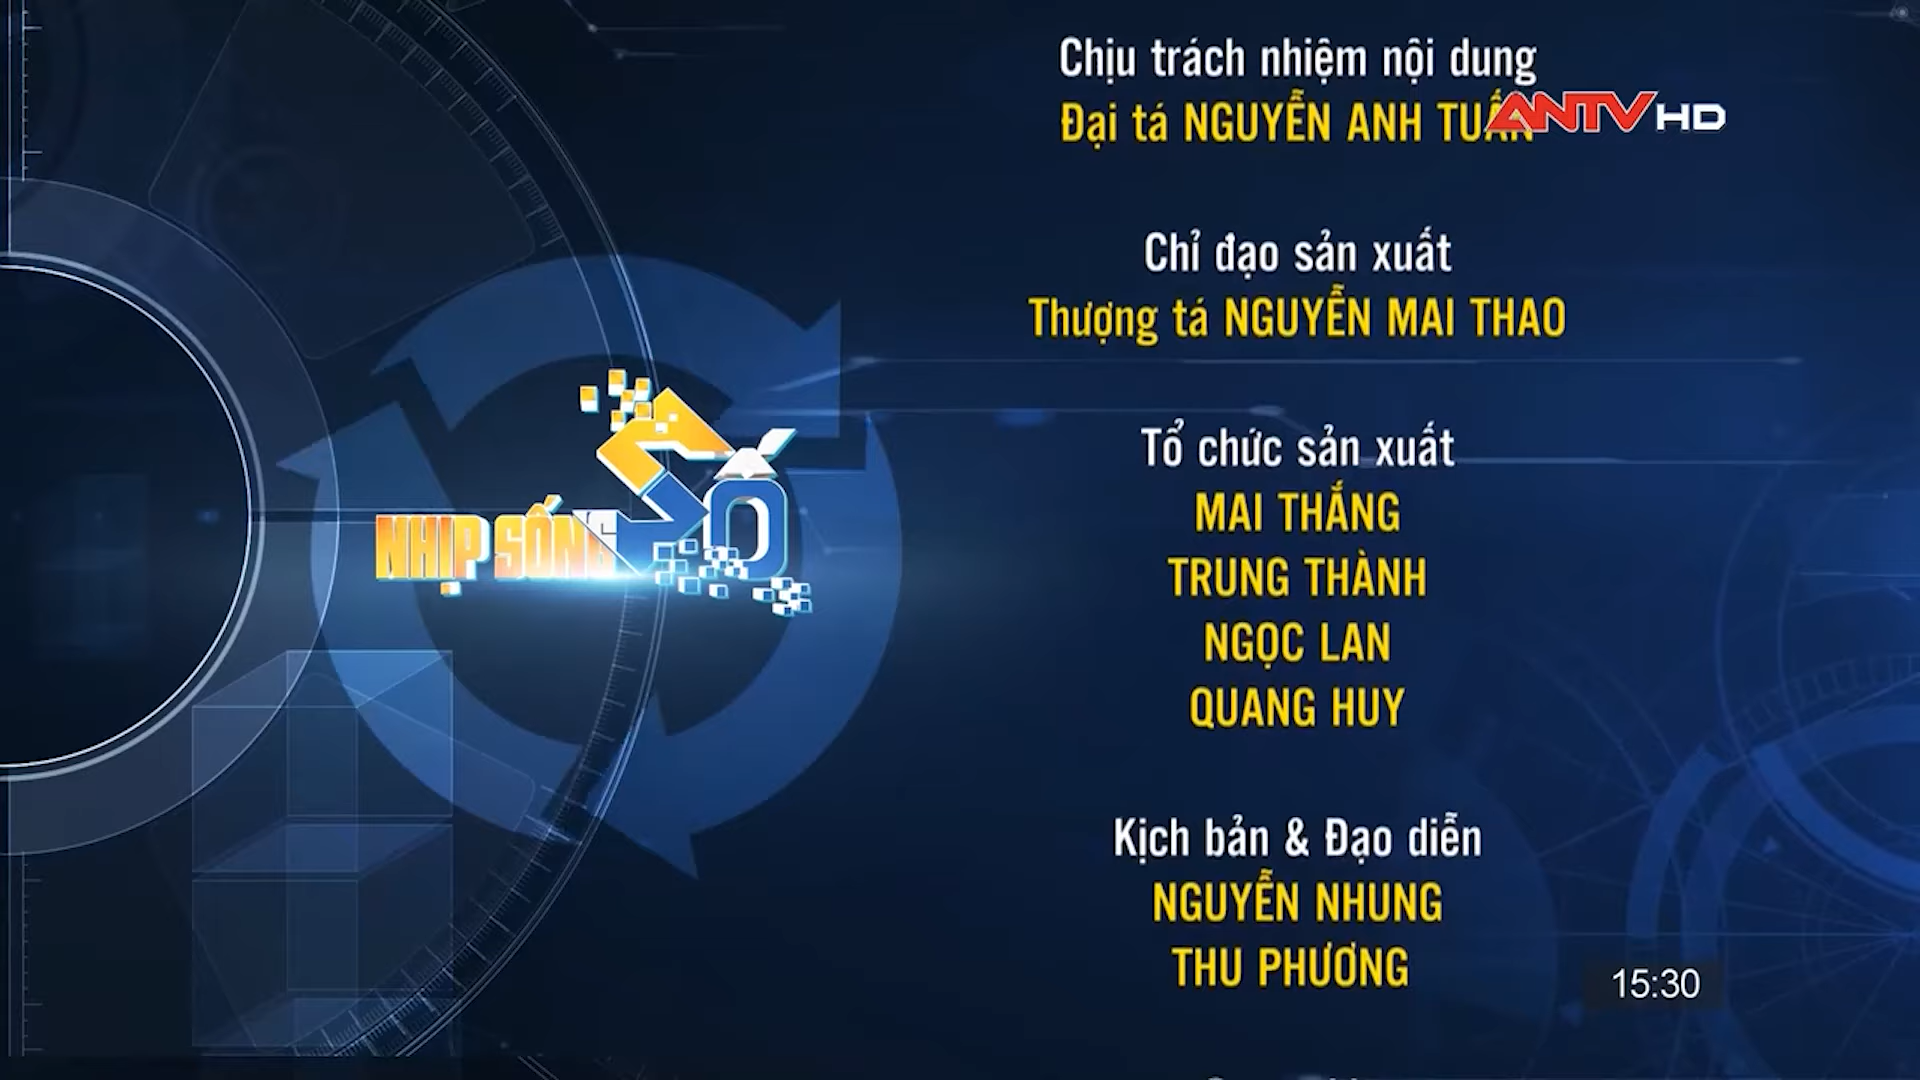 Chịu trách nhiệm nội dung
Đại tá NGUYỄN ANH TUẤN
ANTV HD
Chỉ đạo sản xuất
Thượng tá NGUYỄN MAI THAO
Tổ chức sản xuất
MAI THẮNG
TRUNG THÀNH
NGỌC LAN
QUANG HUY
NHỊP SỐNG SỐ
Kịch bản & Đạo diễn
NGUYỄN NHUNG
THU PHƯƠNG
15:30